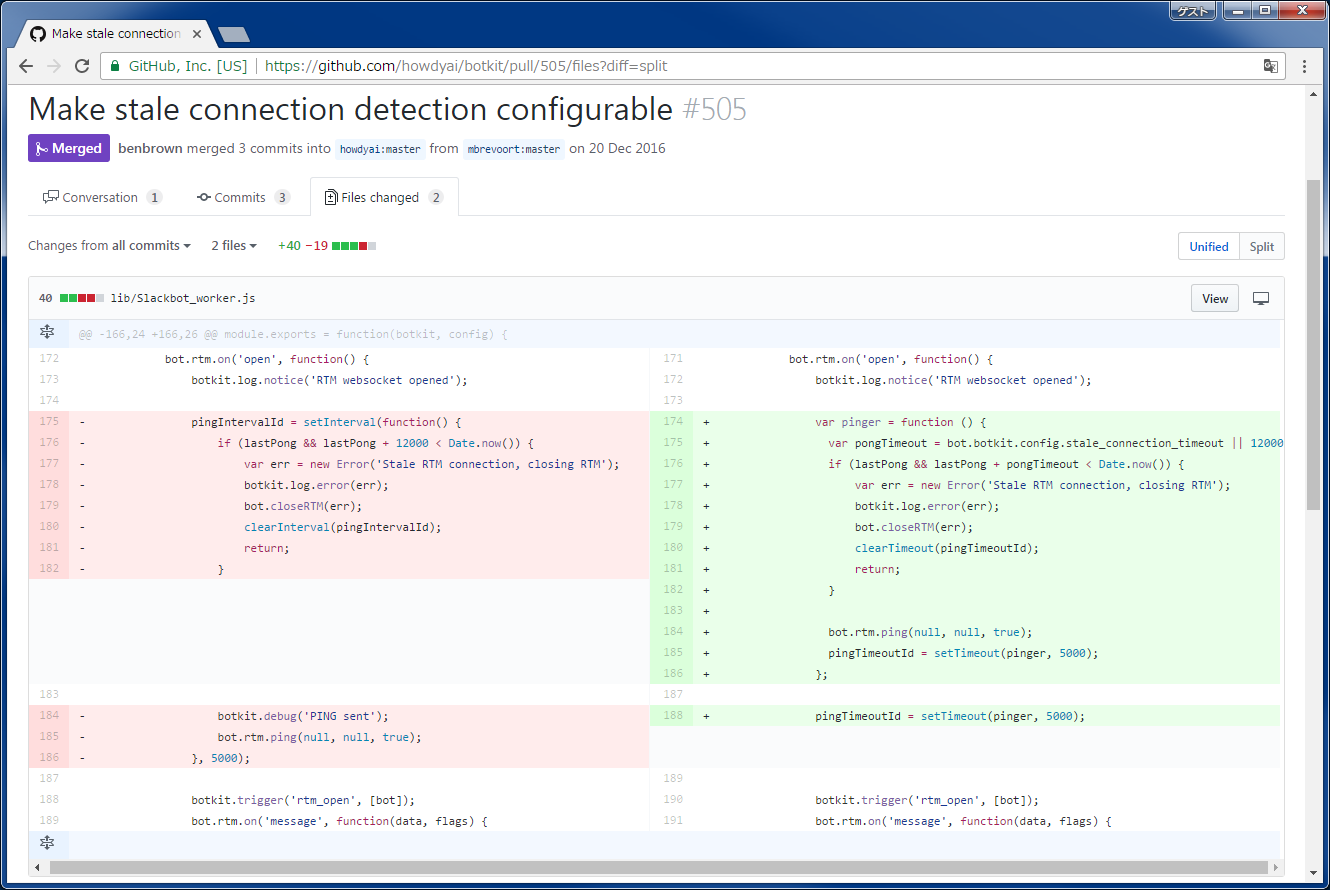 ゲスト
Make stale connection
GitHub, Inc. [US] | https://github.com/howdyai/botkit/pull/505/files?diff=split
Make stale connection detection configurable #505
Merged benbrown merged 3 commits into howdyai:master from mbrevoort:master on 20 Dec 2016
Conversation 1 Commits 3 Files changed 2
Changes from all commits 2 files +40 −19 Unified Split
40 lib/Slackbot_worker.js View
@@ -166,24 +166,26 @@ module.exports = function(botkit, config) {
172 bot.rtm.on('open', function() {
173 botkit.log.notice('RTM websocket opened');
174
175 - pingIntervalId = setInterval(function() {
176 - if (lastPong && lastPong + 12000 < Date.now()) {
177 - var err = new Error('Stale RTM connection, closing RTM');
178 - botkit.log.error(err);
179 - bot.closeRTM(err);
180 - clearInterval(pingIntervalId);
181 - return;
182 - }
183
184 - botkit.debug('PING sent');
185 - bot.rtm.ping(null, null, true);
186 - }, 5000);
187
188 botkit.trigger('rtm_open', [bot]);
189 bot.rtm.on('message', function(data, flags) {
171 bot.rtm.on('open', function() {
172 botkit.log.notice('RTM websocket opened');
173
174 + var pinger = function () {
175 + var pongTimeout = bot.botkit.config.stale_connection_timeout || 12000
176 + if (lastPong && lastPong + pongTimeout < Date.now()) {
177 + var err = new Error('Stale RTM connection, closing RTM');
178 + botkit.log.error(err);
179 + bot.closeRTM(err);
180 + clearTimeout(pingTimeoutId);
181 + return;
182 + }
183 +
184 + bot.rtm.ping(null, null, true);
185 + pingTimeoutId = setTimeout(pinger, 5000);
186 + };
187
188 + pingTimeoutId = setTimeout(pinger, 5000);
189
190 botkit.trigger('rtm_open', [bot]);
191 bot.rtm.on('message', function(data, flags) {